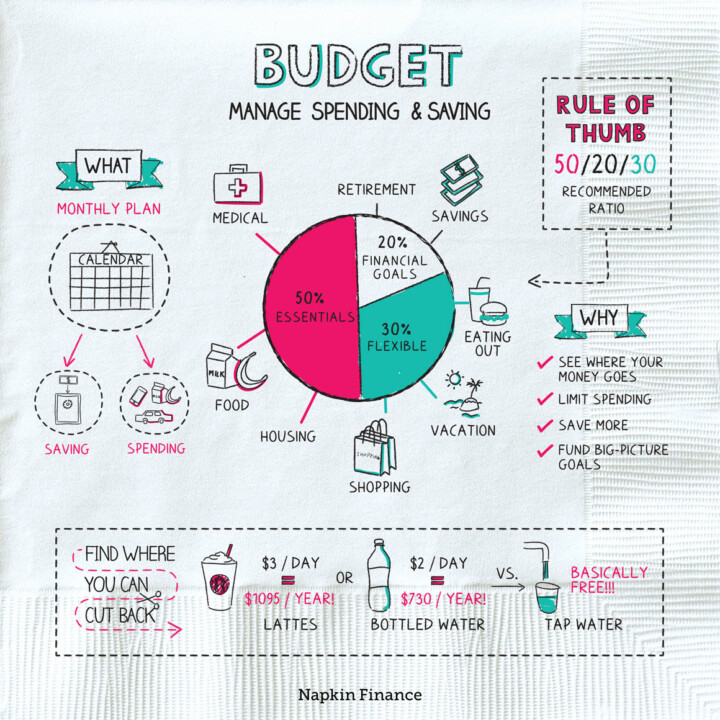 BUDGET
MANAGE SPENDING & SAVING
RULE OF
THUMB
50/20/30
RECOMMENDED
RATIO
WHAT
MONTHLY PLAN
CALENDAR
SAVING
SPENDING
MEDICAL
RETIREMENT
SAVINGS
20%
FINANCIAL
GOALS
50%
ESSENTIALS
30%
FLEXIBLE
EATING
OUT
MILK
FOOD
HOUSING
SHOPPING
SHOPPING
VACATION
WHY
SEE WHERE YOUR
MONEY GOES
LIMIT SPENDING
SAVE MORE
FUND BIG-PICTURE
GOALS
FIND WHERE
YOU CAN
CUT BACK
$3 / DAY
=
$1095 / YEAR!
LATTES
OR
$2 / DAY
=
$730 / YEAR!
BOTTLED WATER
VS.
BASICALLY
FREE!!!
TAP WATER
Napkin Finance